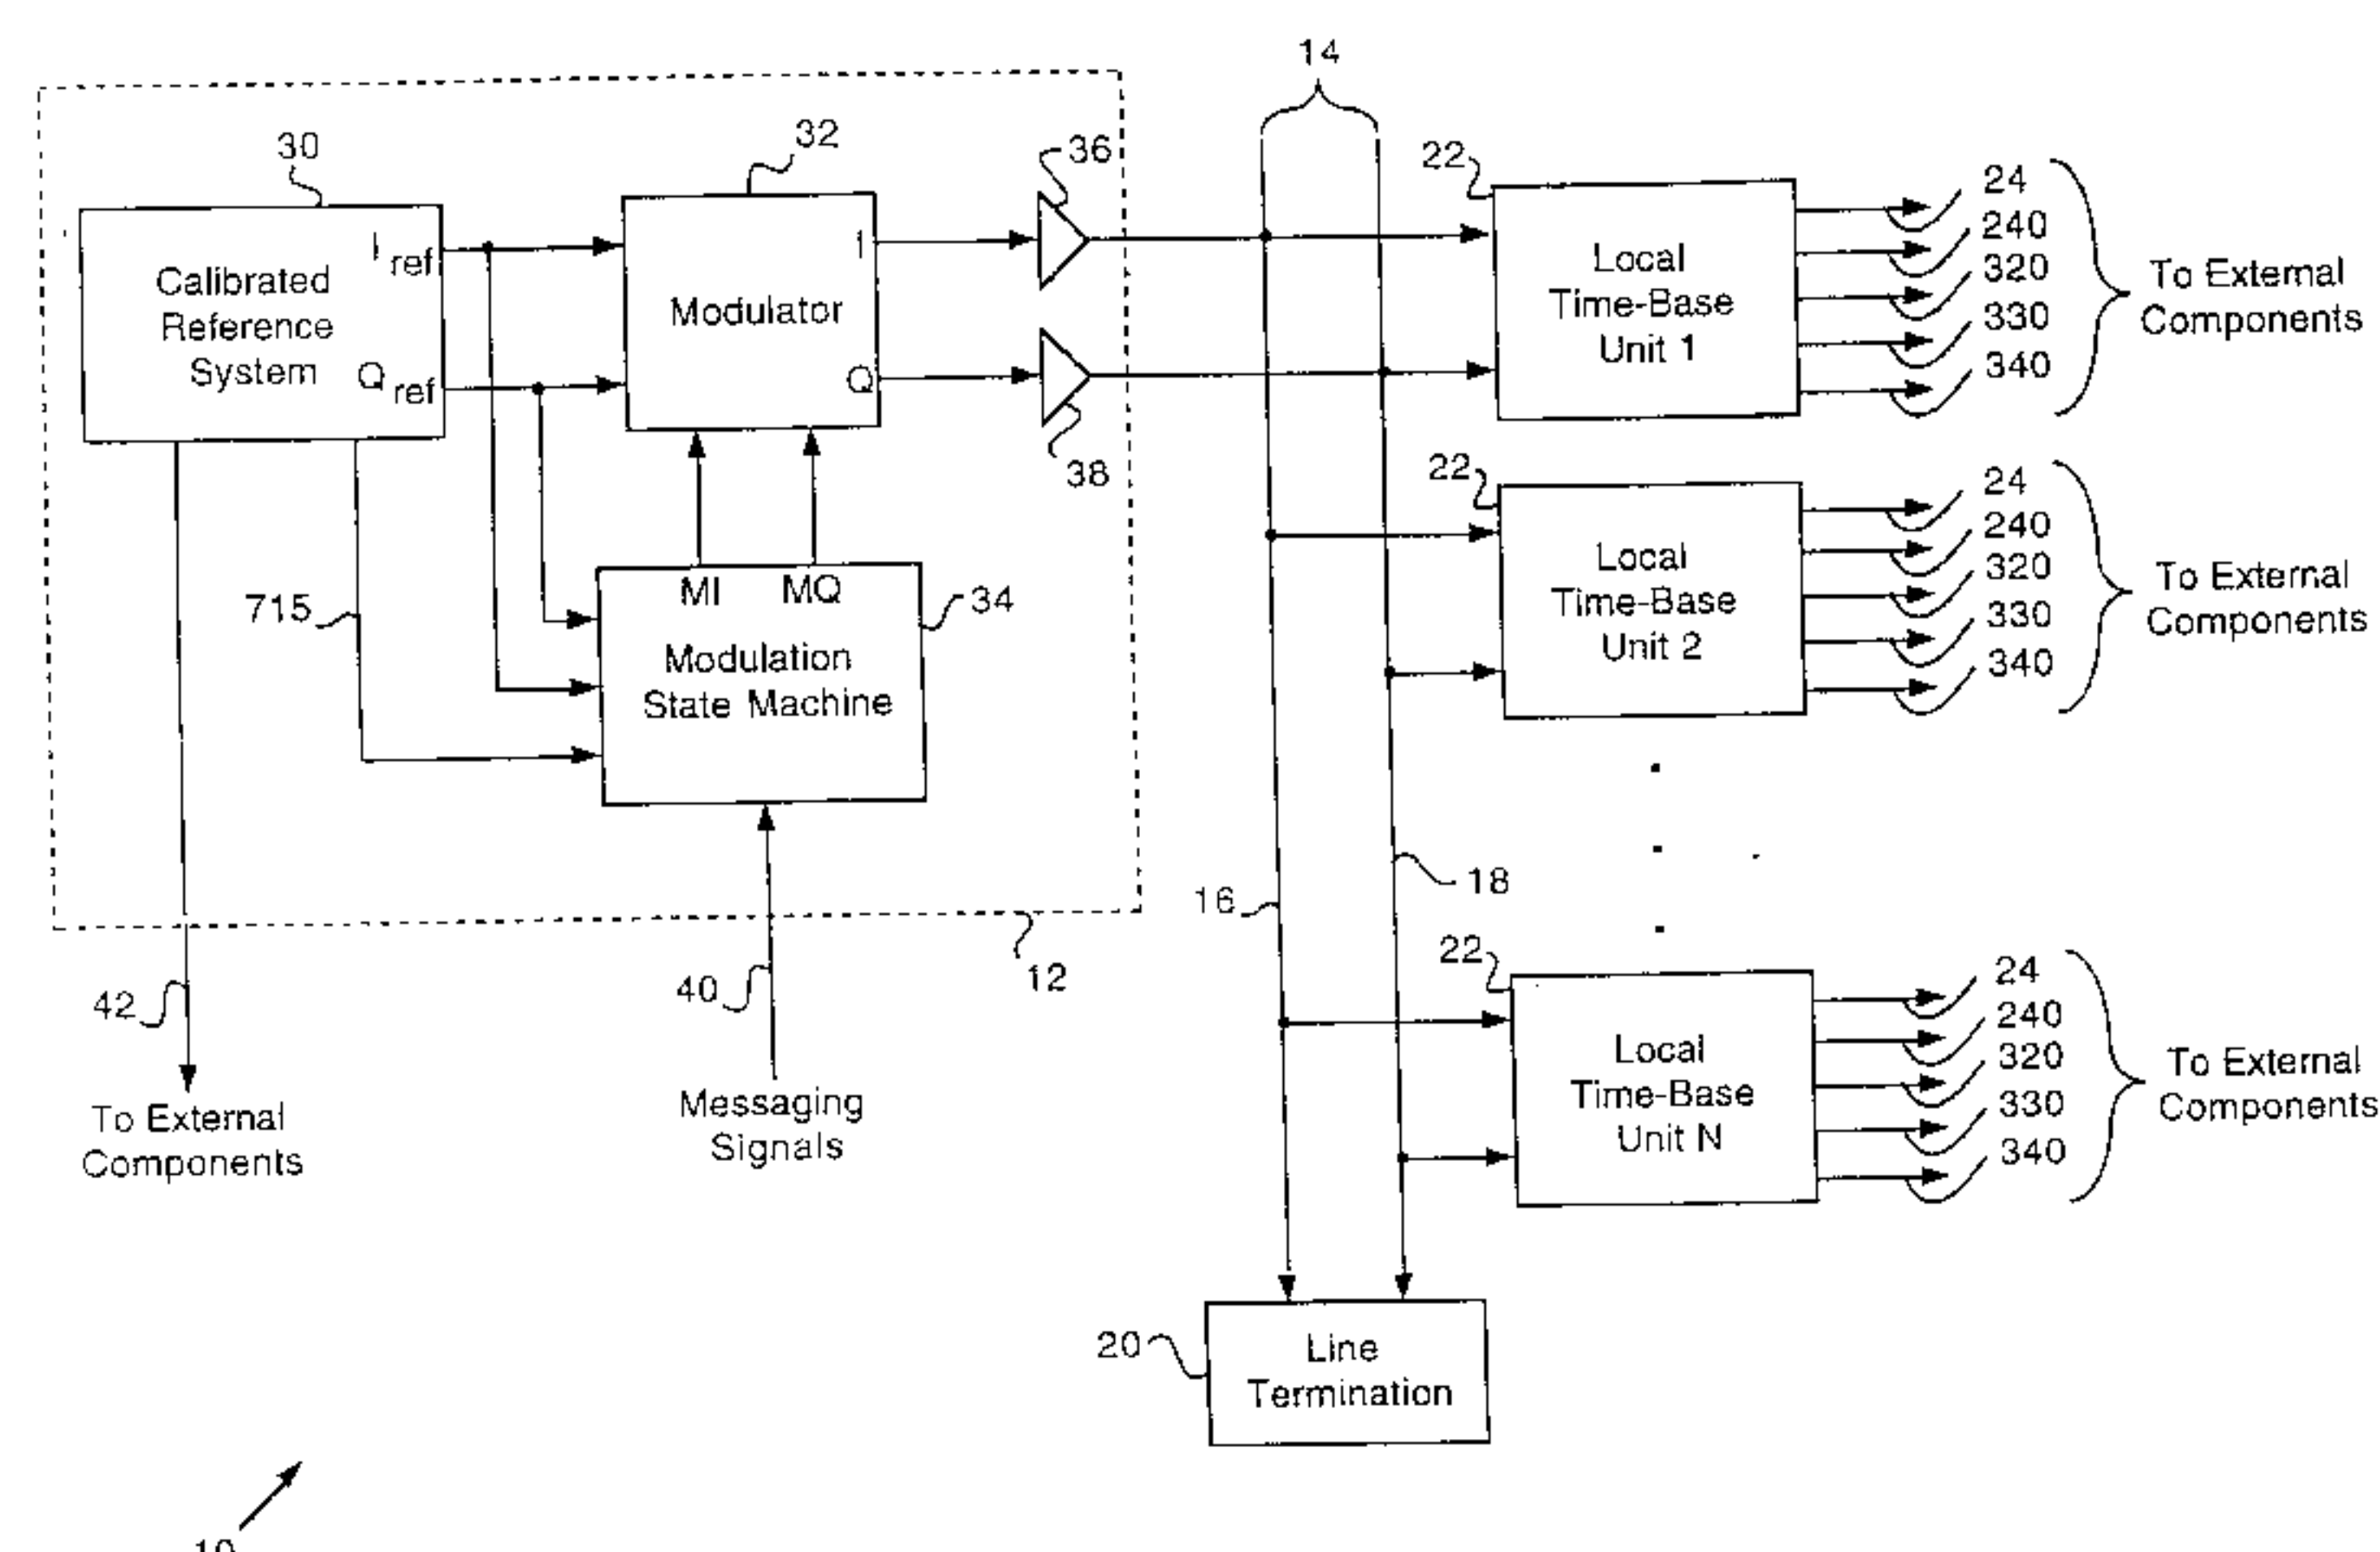 14
30
32
36
22
24
240
320
330
340
To External
Components
Calibrated
Reference
System
I ref
Q ref
Modulator
I
Q
38
Local
Time-Base
Unit 1
22
24
240
320
330
340
To External
Components
Local
Time-Base
Unit 2
715
MI MQ
34
Modulation
State Machine
16
18
12
42
40
22
24
240
320
330
340
To External
Components
Local
Time-Base
Unit N
To External
Components
Messaging
Signals
20
Line
Termination